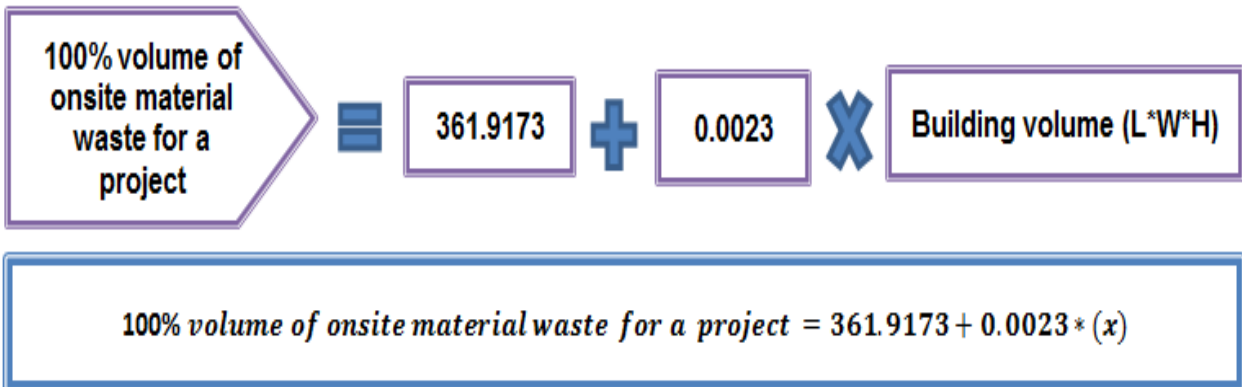 100% volume of
onsite material
waste for a
project
=
361.9173
+
0.0023
×
Building volume (L*W*H)
100% volume of onsite material waste for a project = 361.9173 + 0.0023 * (x)